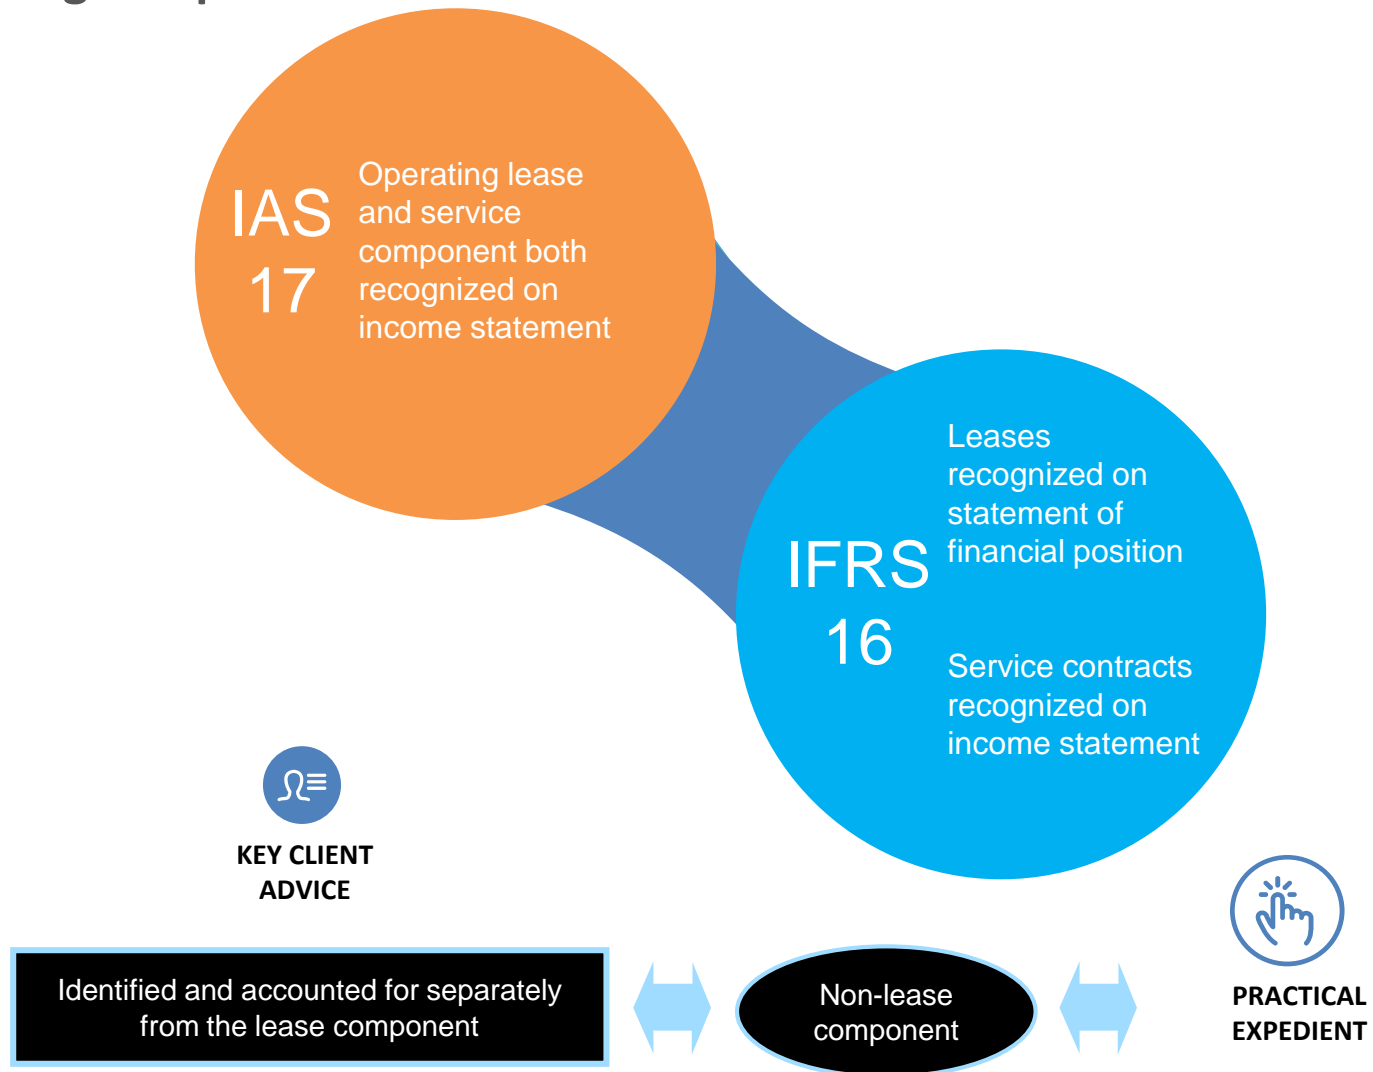 IAS
17
Operating lease
and service
component both
recognized on
income statement
IFRS
16
Leases
recognized on
statement of
financial position
Service contracts
recognized on
income statement
KEY CLIENT
ADVICE
Identified and accounted for separately
from the lease component
Non-lease
component
PRACTICAL
EXPEDIENT